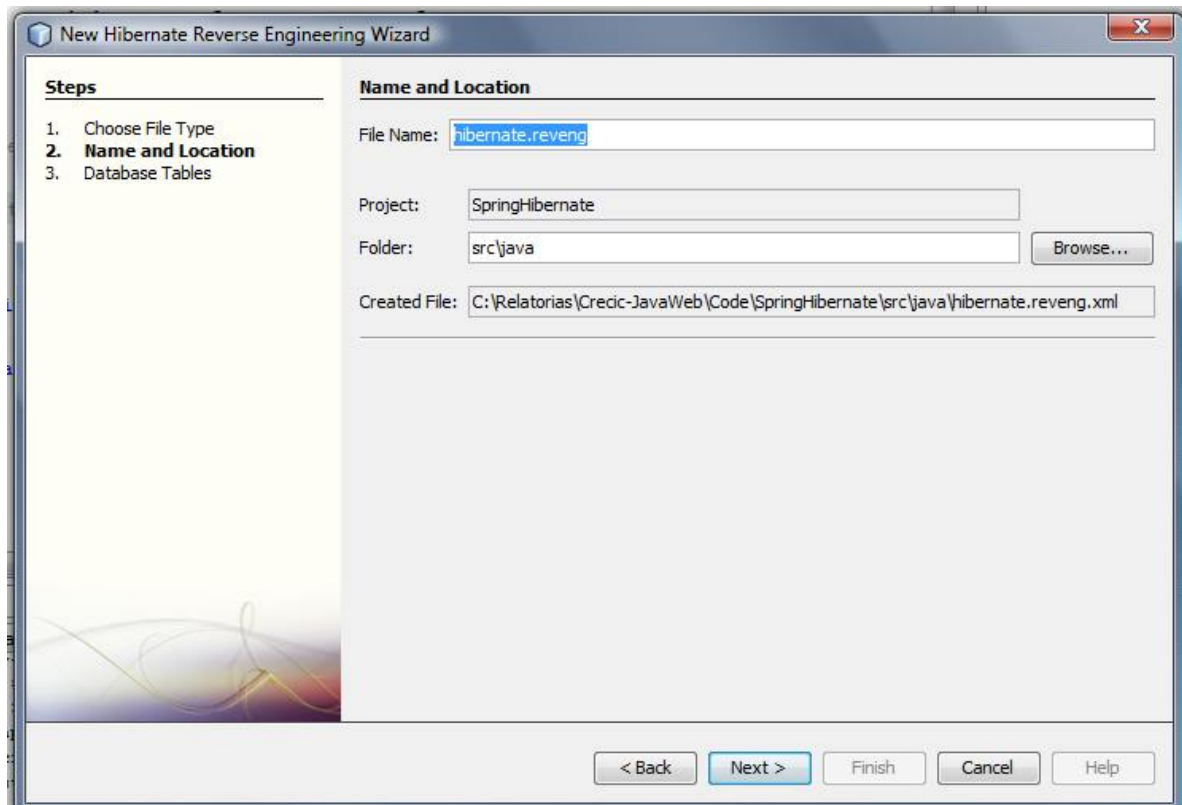 New Hibernate Reverse Engineering Wizard
Steps
1. Choose File Type
2. Name and Location
3. Database Tables
Name and Location
File Name: hibernate.reveng
Project: SpringHibernate
Folder: src\java Browse...
Created File: C:\Relatorias\Crecic-JavaWeb\Code\SpringHibernate\src\java\hibernate.reveng.xml
< Back Next > Finish Cancel Help